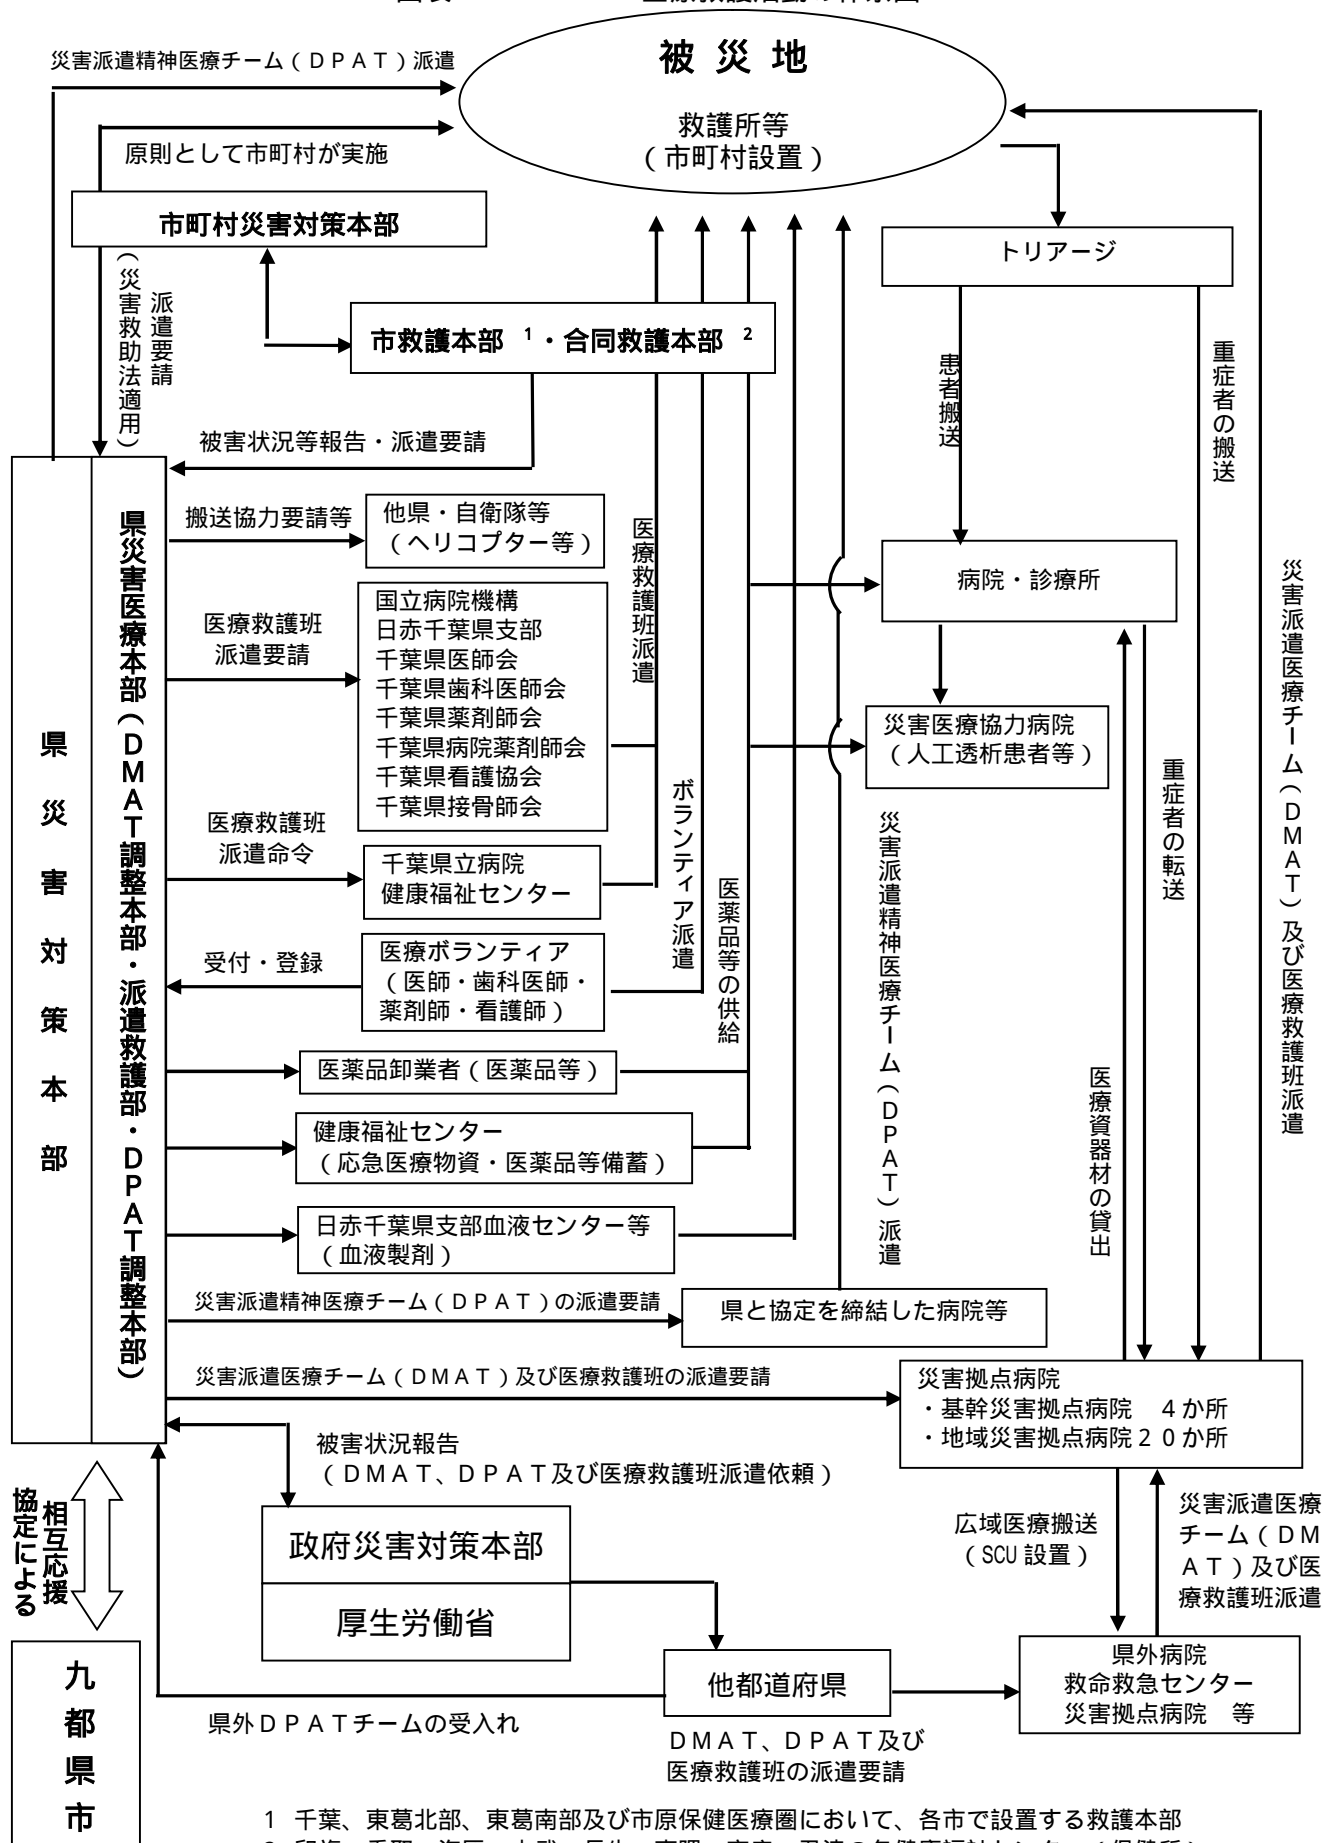 被災地
救護所等
（市町村設置）
災害派遣精神医療チーム（ＤＰＡＴ）派遣
原則として市町村が実施
市町村災害対策本部
派遣要請
（災害救助法適用）
市救護本部 1・合同救護本部 2
被害状況等報告・派遣要請
トリアージ
患者搬送
重症者の搬送
県災害対策本部
県災害医療本部（ＤＭＡＴ調整本部・派遣救護部・ＤＰＡＴ調整本部）
搬送協力要請等
他県・自衛隊等
（ヘリコプター等）
医療救護班
派遣要請
国立病院機構
日赤千葉県支部
千葉県医師会
千葉県歯科医師会
千葉県薬剤師会
千葉県病院薬剤師会
千葉県看護協会
千葉県接骨師会
医療救護班派遣
医療救護班
派遣命令
千葉県立病院
健康福祉センター
受付・登録
医療ボランティア
（医師・歯科医師・
薬剤師・看護師）
ボランティア派遣
医薬品等の供給
医薬品卸業者（医薬品等）
健康福祉センター
（応急医療物資・医薬品等備蓄）
日赤千葉県支部血液センター等
（血液製剤）
病院・診療所
災害医療協力病院
（人工透析患者等）
災害派遣精神医療チーム（ＤＰＡＴ）派遣
重症者の転送
医療資器材の貸出
災害派遣医療チーム（ＤＭＡＴ）及び医療救護班派遣
災害派遣精神医療チーム（ＤＰＡＴ）の派遣要請
県と協定を締結した病院等
災害派遣医療チーム（ＤＭＡＴ）及び医療救護班の派遣要請
災害拠点病院
・基幹災害拠点病院　４か所
・地域災害拠点病院２０か所
被害状況報告
（ＤＭＡＴ、ＤＰＡＴ及び医療救護班派遣依頼）
政府災害対策本部
厚生労働省
広域医療搬送
（SCU設置）
災害派遣医療
チーム（ＤＭ
ＡＴ）及び医
療救護班派遣
相互応援
協定による
九都県市
他都道府県
県外病院
救命救急センター
災害拠点病院　等
県外ＤＰＡＴチームの受入れ
ＤＭＡＴ、ＤＰＡＴ及び
医療救護班の派遣要請
1 千葉、東葛北部、東葛南部及び市原保健医療圏において、各市で設置する救護本部